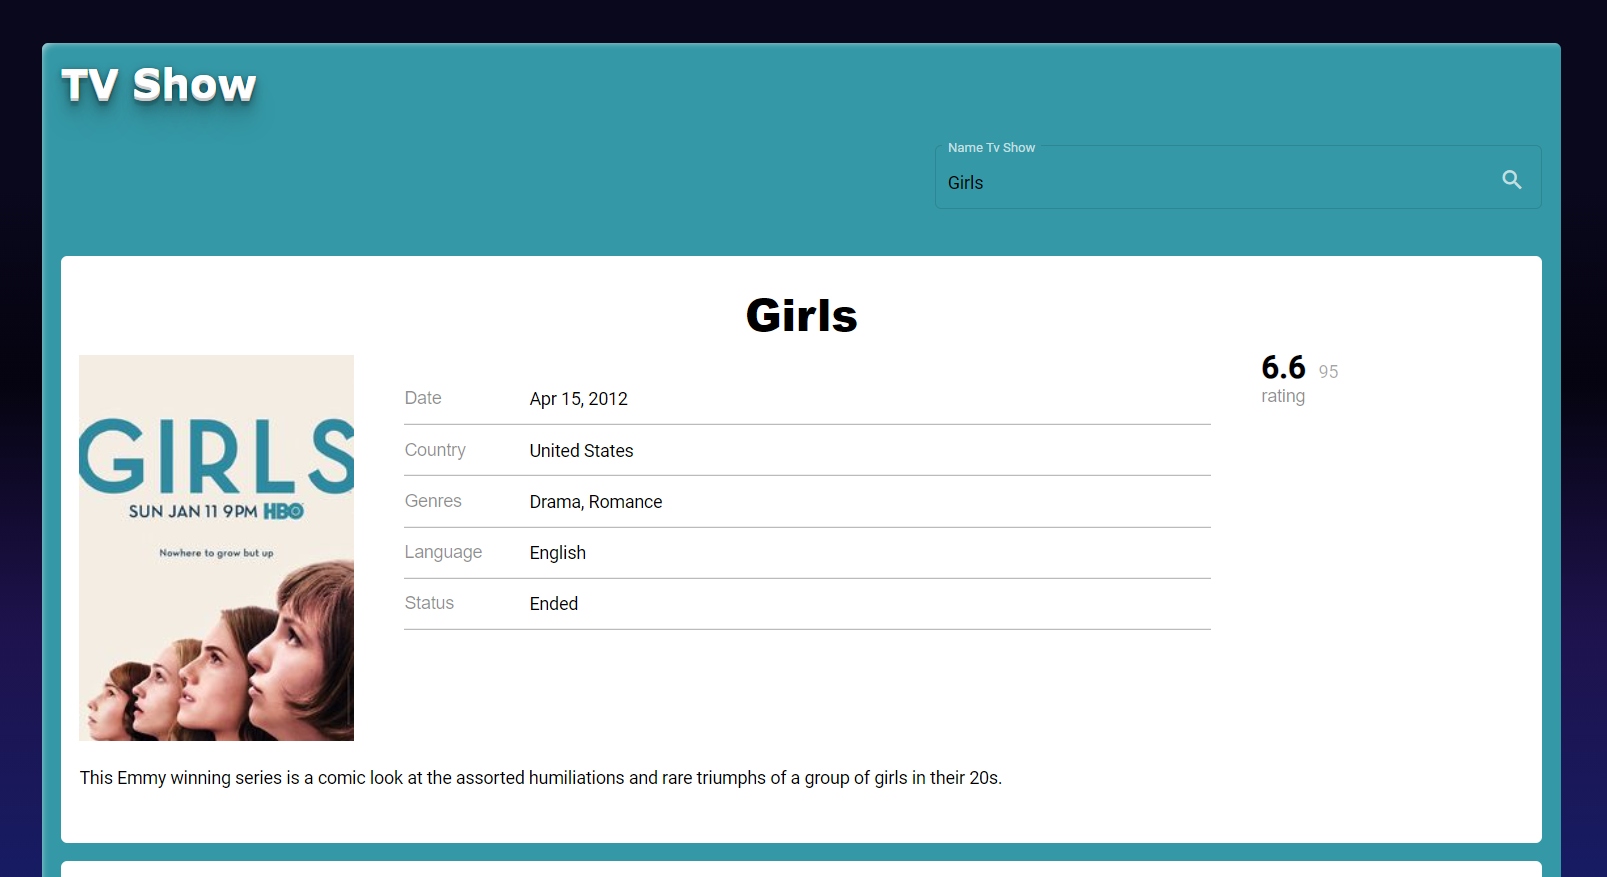 TV Show
Name Tv Show
Girls
Girls
GIRLS
SUN JAN 11 9PM HBO
Nowhere to grow but up
Date Apr 15, 2012
Country United States
Genres Drama, Romance
Language English
Status Ended
6.6 95
rating
This Emmy winning series is a comic look at the assorted humiliations and rare triumphs of a group of girls in their 20s.